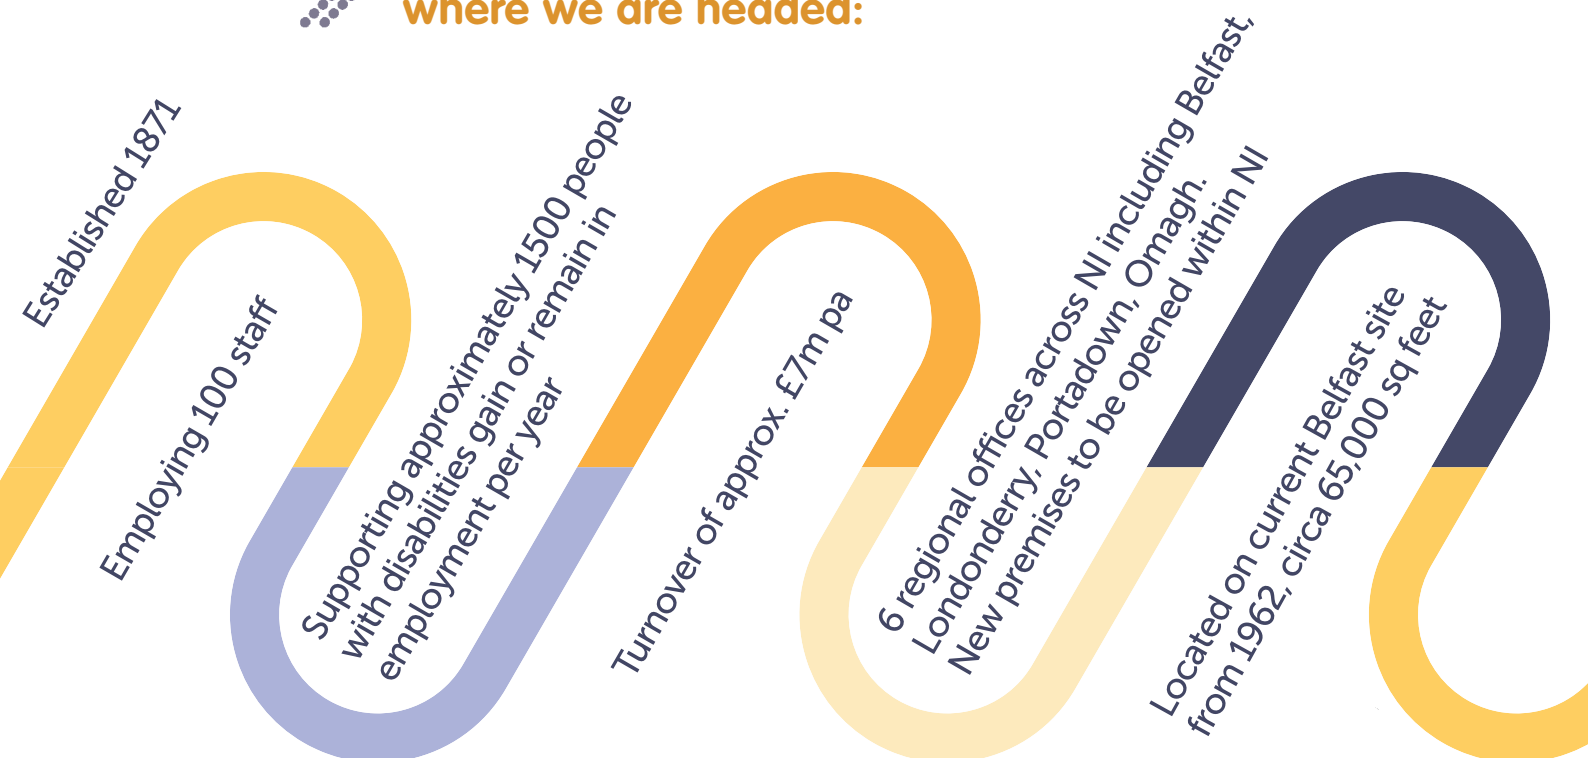 where we are headed:
Established 1871
Employing 100 staff
Supporting approximately 1500 people
with disabilities gain or remain in
employment per year
Turnover of approx. £7m pa
6 regional offices across NI including Belfast,
Londonderry, Portadown, Omagh.
New premises to be opened within NI
Located on current Belfast site
from 1962, circa 65,000 sq feet